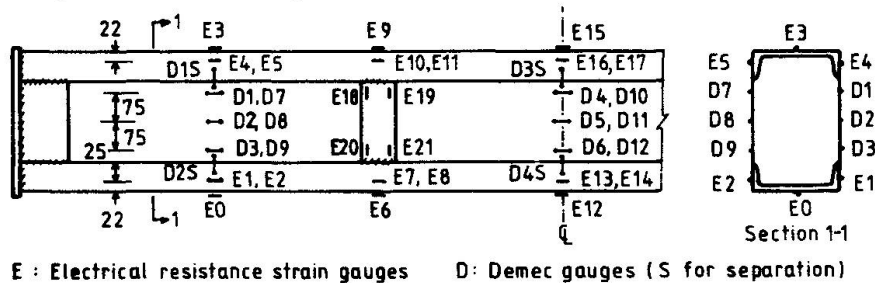 22
1
E3
E9
E15
D1S
E4, E5
E10,E11
D3S
E16,E17
75
D1,D7
E18
E19
D4, D10
75
D2, D8
D5, D11
25
D3,D9
E20
E21
D6, D12
D2S
E1, E2
E7, E8
D4S
E13,E14
22
1
E0
E6
E12
℄
E3
E5
E4
D7
D1
D8
D2
D9
D3
E2
E1
E0
Section 1-1
E : Electrical resistance strain gauges
D: Demec gauges ( S for separation)